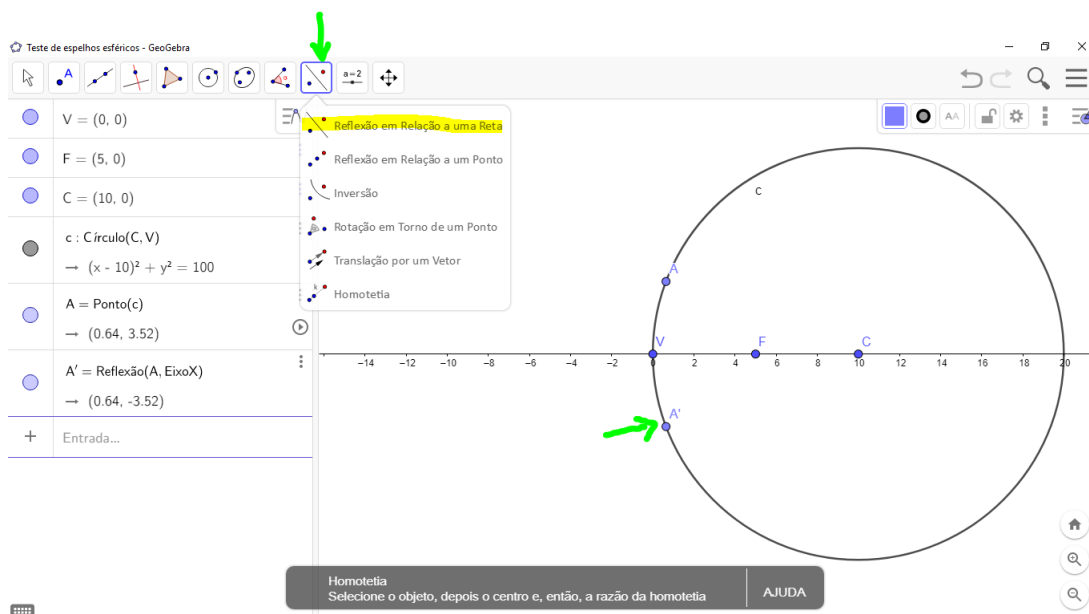 Teste de espelhos esféricos - GeoGebra
A
a=2
V = (0, 0)
F = (5, 0)
C = (10, 0)
c : Círculo(C, V)
→ (x - 10)² + y² = 100
A = Ponto(c)
→ (0.64, 3.52)
A′ = Reflexão(A, EixoX)
→ (0.64, -3.52)
+ Entrada...
Reflexão em Relação a uma Reta
Reflexão em Relação a um Ponto
Inversão
Rotação em Torno de um Ponto
Translação por um Vetor
Homotetia
AA
c
A
V F C
-14 -12 -10 -8 -6 -4 -2 0 2 4 6 8 10 12 14 16 18 20
A'
Homotetia
Selecione o objeto, depois o centro e, então, a razão da homotetia
AJUDA